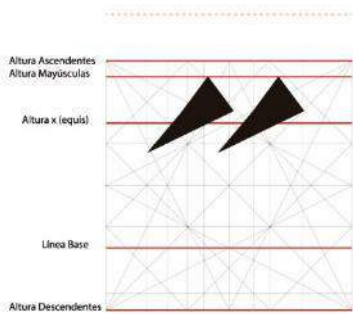 Altura Ascendentes
Altura Mayúsculas
Altura x (equis)
Línea Base
Altura Descendentes